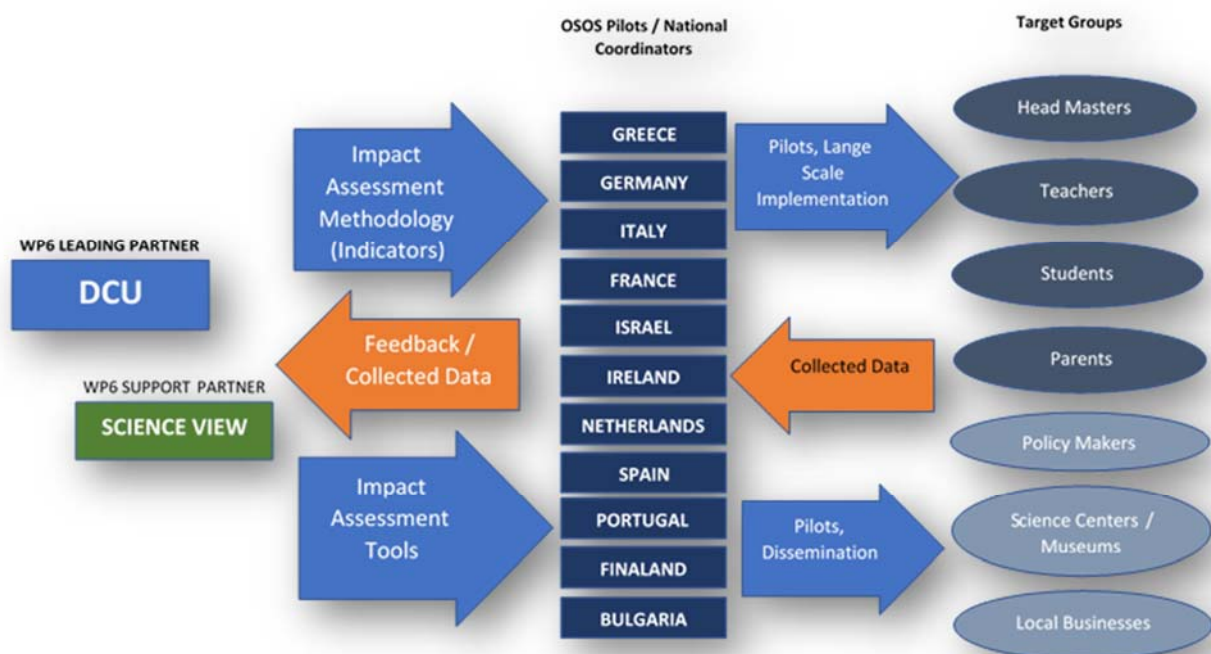 OSOS Pilots / National
Coordinators
Target Groups
WP6 LEADING PARTNER
DCU
WP6 SUPPORT PARTNER
SCIENCE VIEW
Impact
Assessment
Methodology
(Indicators)
Feedback /
Collected Data
Impact
Assessment
Tools
GREECE
GERMANY
ITALY
FRANCE
ISRAEL
IRELAND
NETHERLANDS
SPAIN
PORTUGAL
FINALAND
BULGARIA
Pilots, Lange
Scale
Implementation
Collected Data
Pilots,
Dissemination
Head Masters
Teachers
Students
Parents
Policy Makers
Science Centers /
Museums
Local Businesses